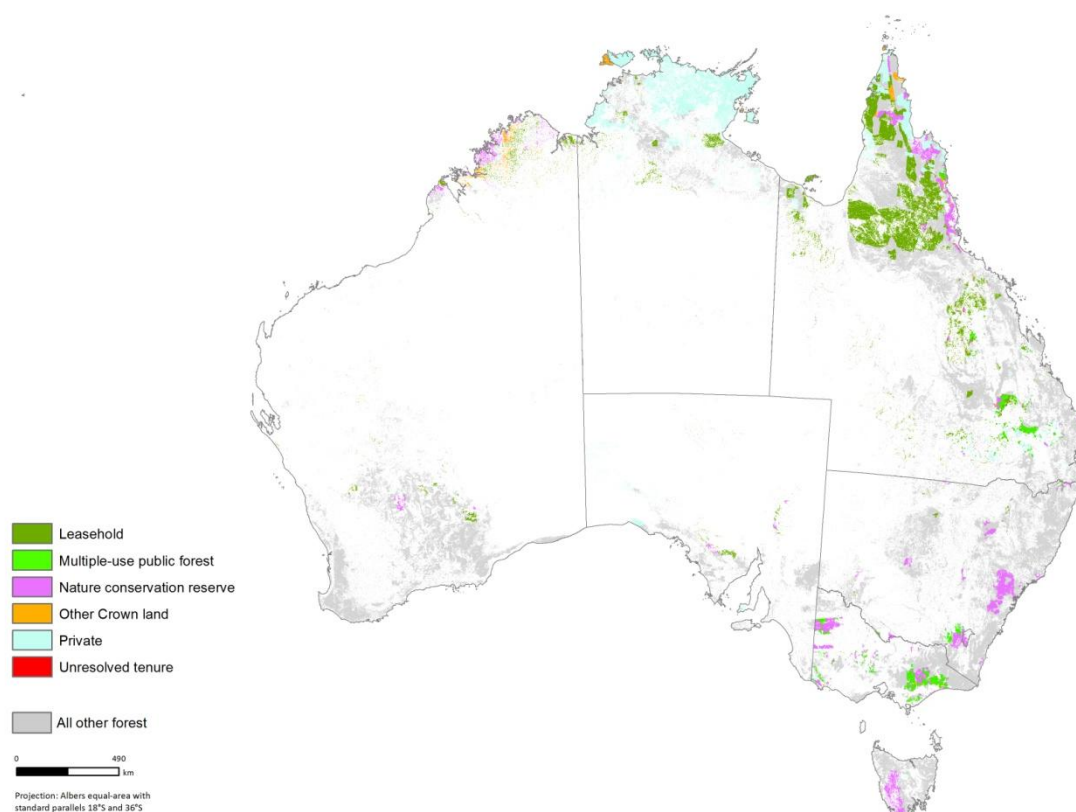 Leasehold
Multiple-use public forest
Nature conservation reserve
Other Crown land
Private
Unresolved tenure
All other forest
0 490
km
Projection: Albers equal-area with
standard parallels 18°S and 36°S